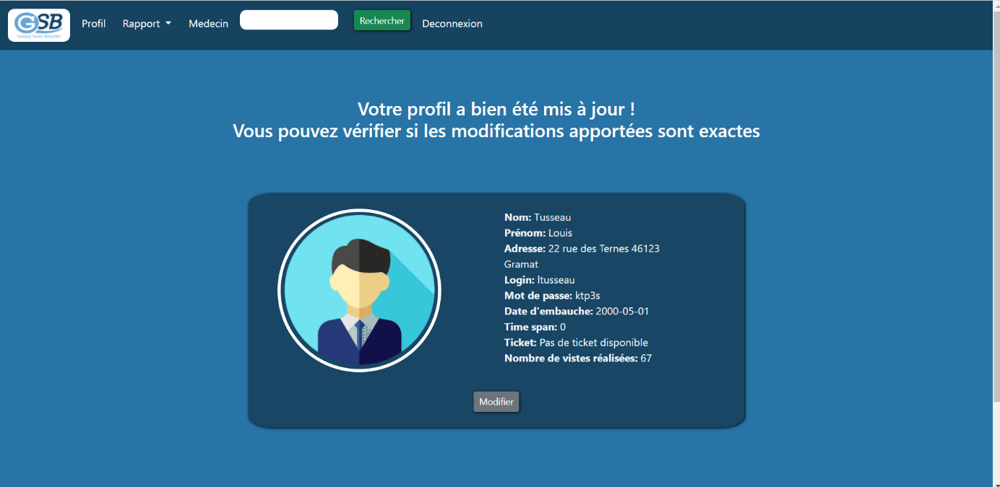 GSB
Galaxy Swiss Bourdin
Profil
Rapport
Medecin
Rechercher
Deconnexion
Votre profil a bien été mis à jour !
Vous pouvez vérifier si les modifications apportées sont exactes
Nom: Tusseau
Prénom: Louis
Adresse: 22 rue des Ternes 46123
Gramat
Login: ltusseau
Mot de passe: ktp3s
Date d'embauche: 2000-05-01
Time span: 0
Ticket: Pas de ticket disponible
Nombre de vistes réalisées: 67
Modifier